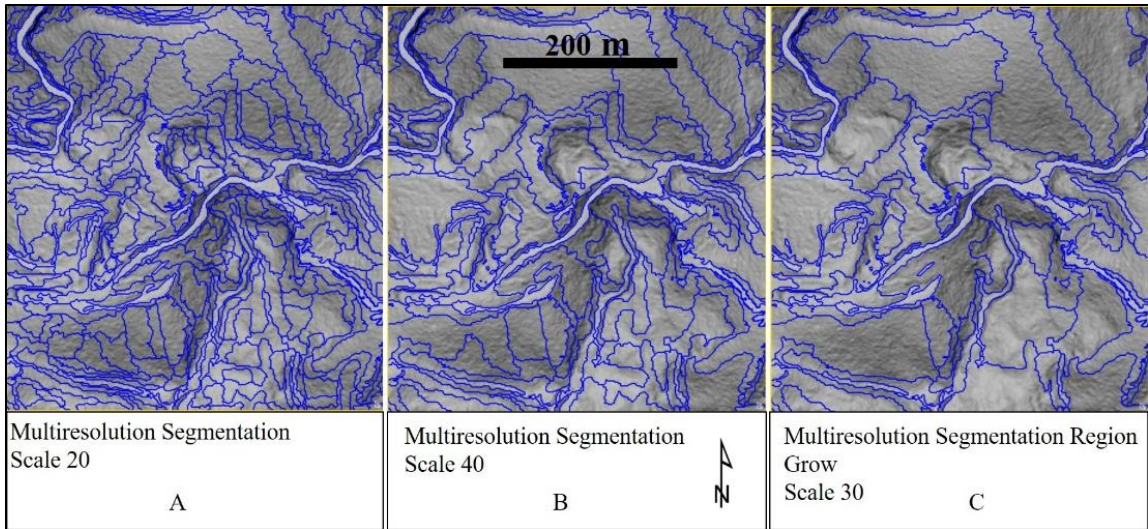 200 m
Multiresolution Segmentation
Scale 20
A
Multiresolution Segmentation
Scale 40
N
B
Multiresolution Segmentation Region
Grow
Scale 30
C